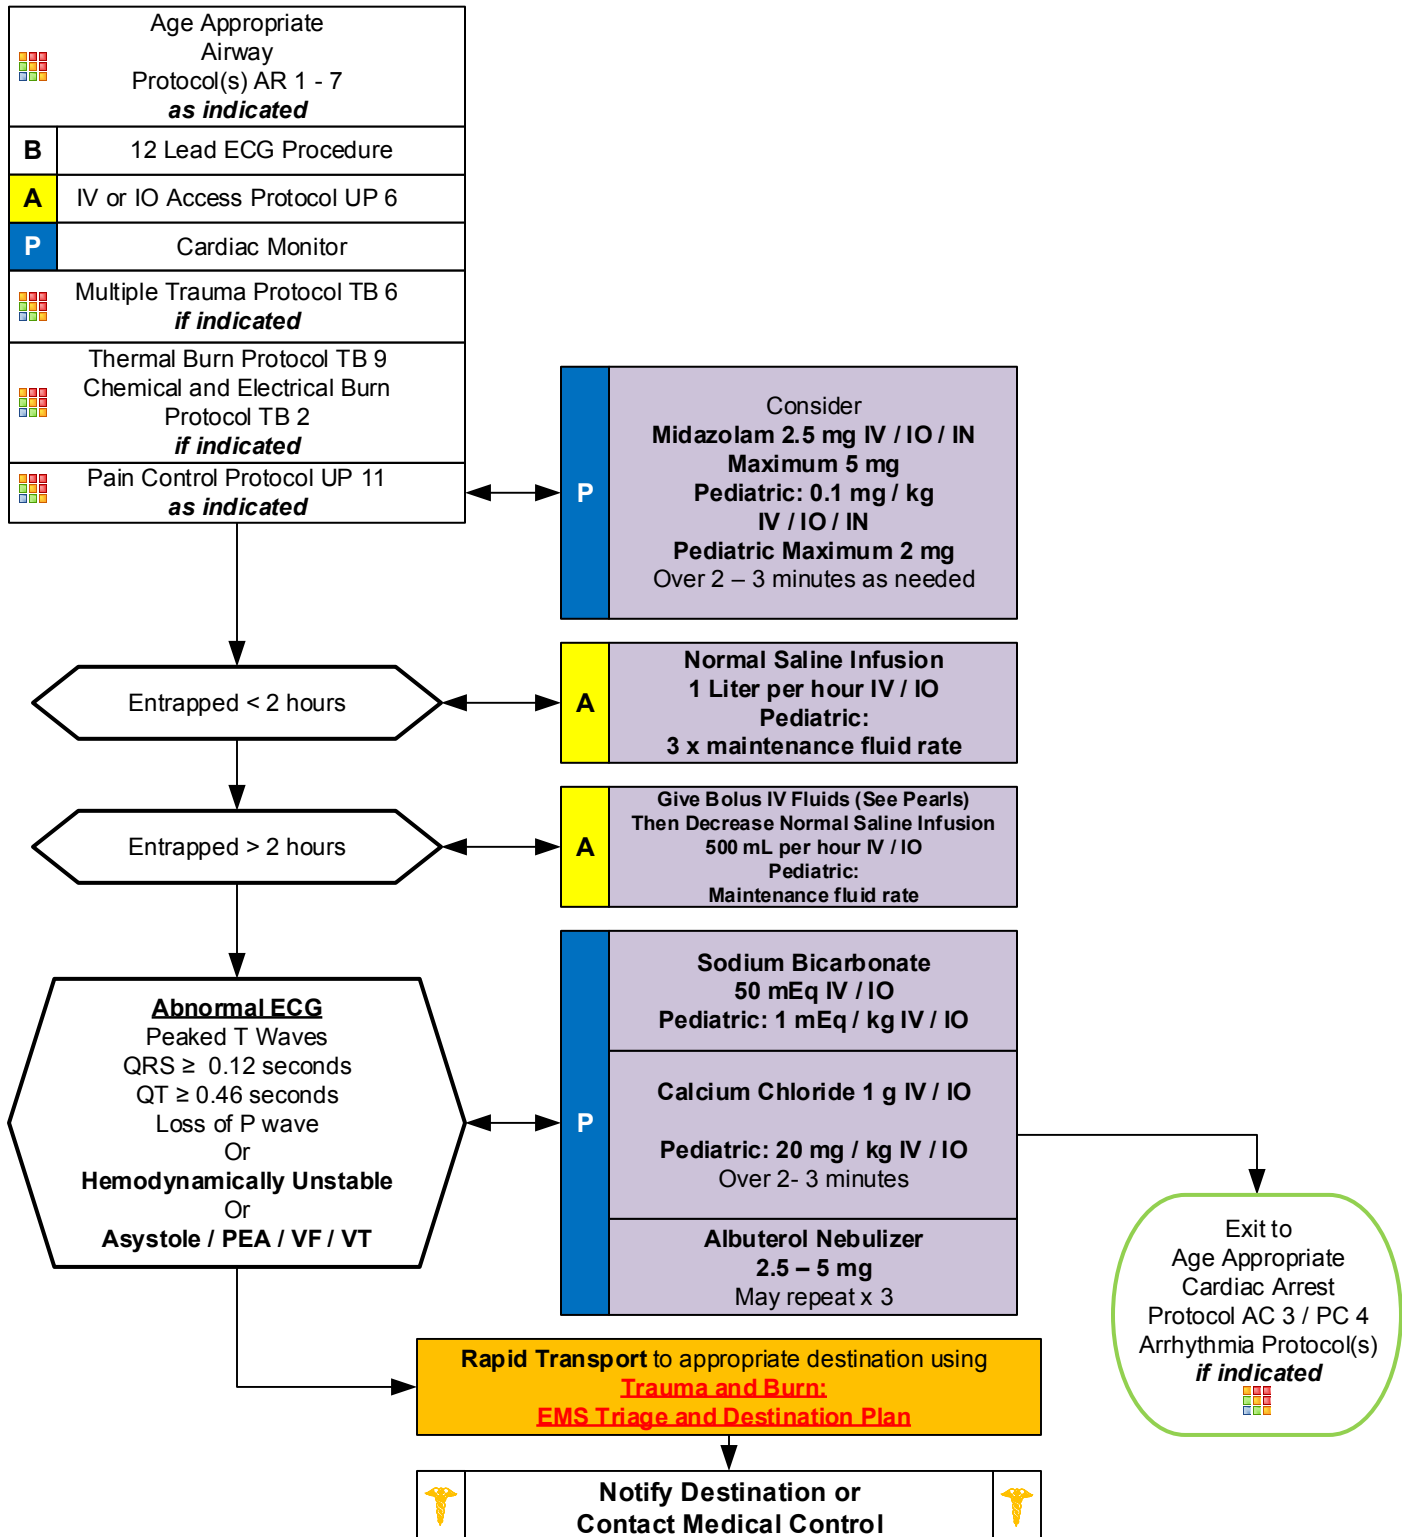 Age Appropriate
Airway
Protocol(s) AR 1 - 7
as indicated
B
12 Lead ECG Procedure
A
IV or IO Access Protocol UP 6
P
Cardiac Monitor
Multiple Trauma Protocol TB 6
if indicated
Thermal Burn Protocol TB 9
Chemical and Electrical Burn
Protocol TB 2
if indicated
Pain Control Protocol UP 11
as indicated
P
Consider
Midazolam 2.5 mg IV / IO / IN
Maximum 5 mg
Pediatric: 0.1 mg / kg
IV / IO / IN
Pediatric Maximum 2 mg
Over 2 – 3 minutes as needed
Entrapped < 2 hours
A
Normal Saline Infusion
1 Liter per hour IV / IO
Pediatric:
3 x maintenance fluid rate
Entrapped > 2 hours
A
Give Bolus IV Fluids (See Pearls)
Then Decrease Normal Saline Infusion
500 mL per hour IV / IO
Pediatric:
Maintenance fluid rate
Abnormal ECG
Peaked T Waves
QRS ≥ 0.12 seconds
QT ≥ 0.46 seconds
Loss of P wave
Or
Hemodynamically Unstable
Or
Asystole / PEA / VF / VT
P
Sodium Bicarbonate
50 mEq IV / IO
Pediatric: 1 mEq / kg IV / IO
Calcium Chloride 1 g IV / IO
Pediatric: 20 mg / kg IV / IO
Over 2- 3 minutes
Albuterol Nebulizer
2.5 – 5 mg
May repeat x 3
Exit to
Age Appropriate
Cardiac Arrest
Protocol AC 3 / PC 4
Arrhythmia Protocol(s)
if indicated
Rapid Transport to appropriate destination using
Trauma and Burn:
EMS Triage and Destination Plan
Notify Destination or
Contact Medical Control